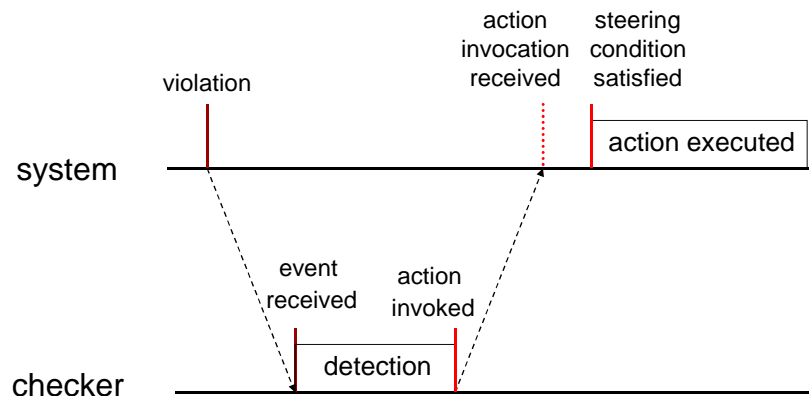 action
invocation
received
steering
condition
satisfied
violation
action executed
system
event
received
action
invoked
detection
checker